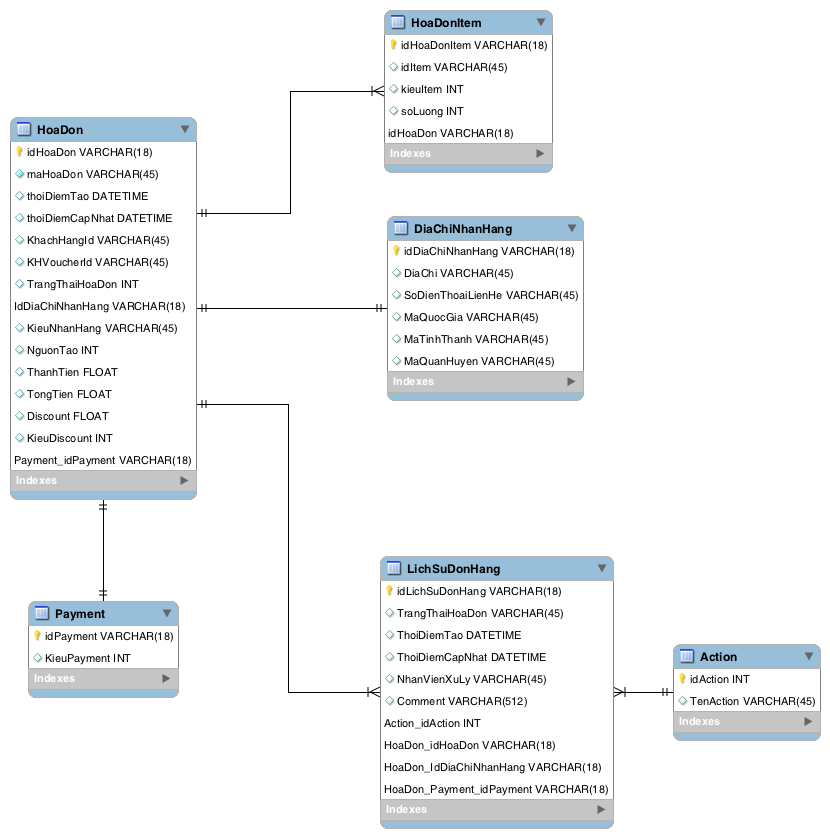 HoaDonItem
idHoaDonItem VARCHAR(18)
idItem VARCHAR(45)
kieuItem INT
soLuong INT
idHoaDon VARCHAR(18)
Indexes
HoaDon
idHoaDon VARCHAR(18)
maHoaDon VARCHAR(45)
thoiDiemTao DATETIME
thoiDiemCapNhat DATETIME
KhachHangId VARCHAR(45)
KHVoucherId VARCHAR(45)
TrangThaiHoaDon INT
IdDiaChiNhanHang VARCHAR(18)
KieuNhanHang VARCHAR(45)
NguonTao INT
ThanhTien FLOAT
TongTien FLOAT
Discount FLOAT
KieuDiscount INT
Payment_idPayment VARCHAR(18)
Indexes
DiaChiNhanHang
idDiaChiNhanHang VARCHAR(18)
DiaChi VARCHAR(45)
SoDienThoaiLienHe VARCHAR(45)
MaQuocGia VARCHAR(45)
MaTinhThanh VARCHAR(45)
MaQuanHuyen VARCHAR(45)
Indexes
Payment
idPayment VARCHAR(18)
KieuPayment INT
Indexes
LichSuDonHang
idLichSuDonHang VARCHAR(18)
TrangThaiHoaDon VARCHAR(45)
ThoiDiemTao DATETIME
ThoiDiemCapNhat DATETIME
NhanVienXuLy VARCHAR(45)
Comment VARCHAR(512)
Action_idAction INT
HoaDon_idHoaDon VARCHAR(18)
HoaDon_IdDiaChiNhanHang VARCHAR(18)
HoaDon_Payment_idPayment VARCHAR(18)
Indexes
Action
idAction INT
TenAction VARCHAR(45)
Indexes